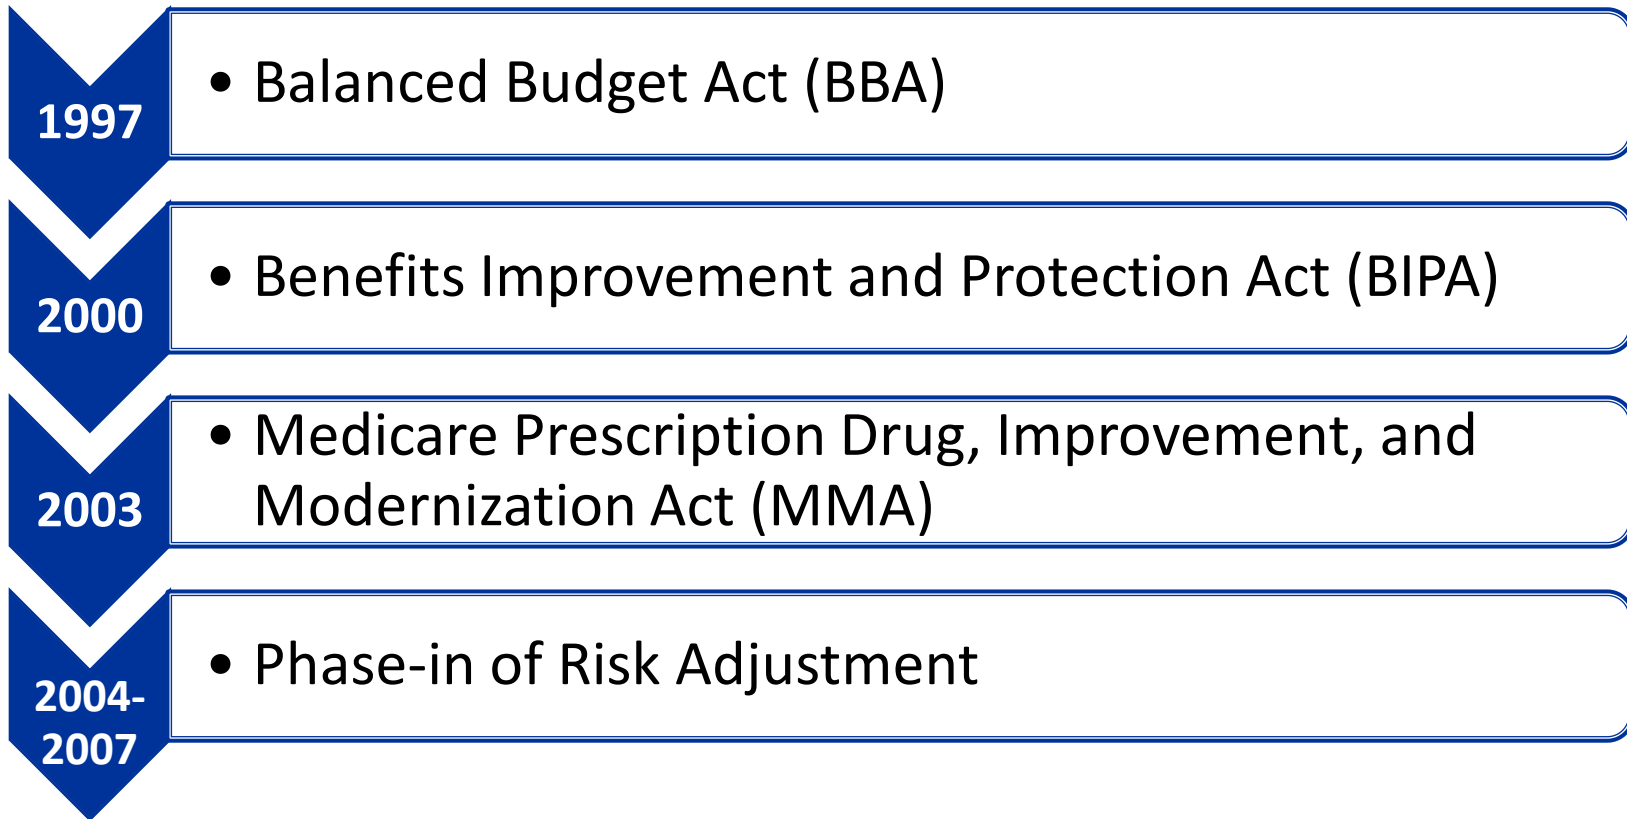 1997
• Balanced Budget Act (BBA)
2000
• Benefits Improvement and Protection Act (BIPA)
2003
• Medicare Prescription Drug, Improvement, and
Modernization Act (MMA)
2004-
2007
• Phase-in of Risk Adjustment